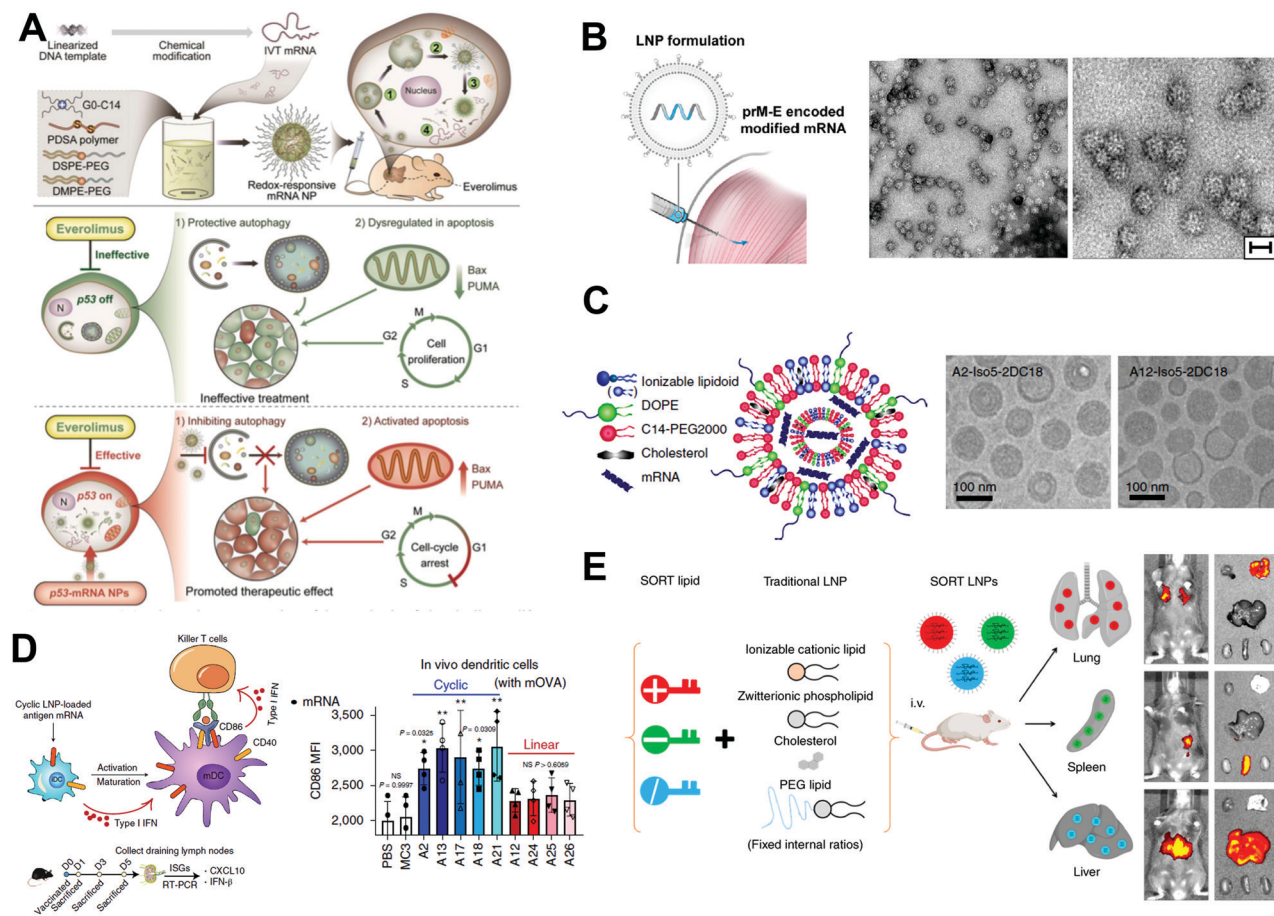 A
Linearized
DNA template
Chemical
modification
IVT mRNA
G0-C14
PDSA polymer
S
S
DSPE-PEG
DMPE-PEG
Redox-responsive
mRNA NP
Nucleus
1
2
3
4
Everolimus
Everolimus
Ineffective
p53 off
N
1) Protective autophagy
2) Dysregulated in apoptosis
Bax
PUMA
M
G2
G1
S
Cell
proliferation
Ineffective treatment
Everolimus
Effective
p53 on
N
p53-mRNA NPs
1) Inhibiting autophagy
2) Activated apoptosis
Bax
PUMA
M
G2
G1
S
Cell-cycle
arrest
Promoted therapeutic effect
B
LNP formulation
prM-E encoded
modified mRNA
C
Ionizable lipidoid
DOPE
C14-PEG2000
Cholesterol
mRNA
A2-Iso5-2DC18
100 nm
A12-Iso5-2DC18
100 nm
D
Killer T cells
Cyclic LNP-loaded
antigen mRNA
iDC
Activation
Maturation
Type I IFN
CD86
CD40
mDC
Type I IFN
mRNA
D0
D1
D3
D5
Vaccinated
Sacrificed
Sacrificed
Sacrificed
Collect draining lymph nodes
ISGs
RT-PCR
• CXCL10
• IFN-β
In vivo dendritic cells
(with mOVA)
Cyclic
Linear
CD86 MFI
3,500
3,000
2,500
2,000
NS
P = 0.9997
P = 0.0325
*
**
**
P = 0.0309
*
**
NS P > 0.6069
PBS
MC3
A2
A13
A17
A18
A21
A12
A24
A25
A26
E
SORT lipid
Traditional LNP
SORT LNPs
Ionizable cationic lipid
Zwitterionic phospholipid
Cholesterol
PEG lipid
(Fixed internal ratios)
+
i.v.
Lung
Spleen
Liver